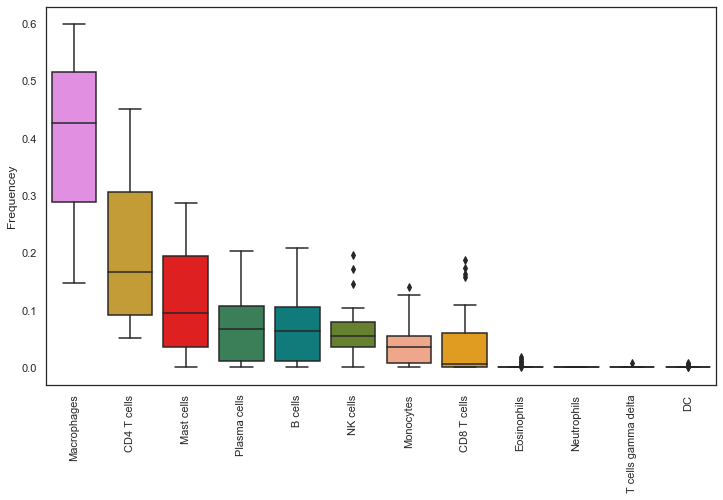 Frequencey
0.6
0.5
0.4
0.3
0.2
0.1
0.0
Macrophages
CD4 T cells
Mast cells
Plasma cells
B cells
NK cells
Monocytes
CD8 T cells
Eosinophils
Neutrophils
T cells gamma delta
DC